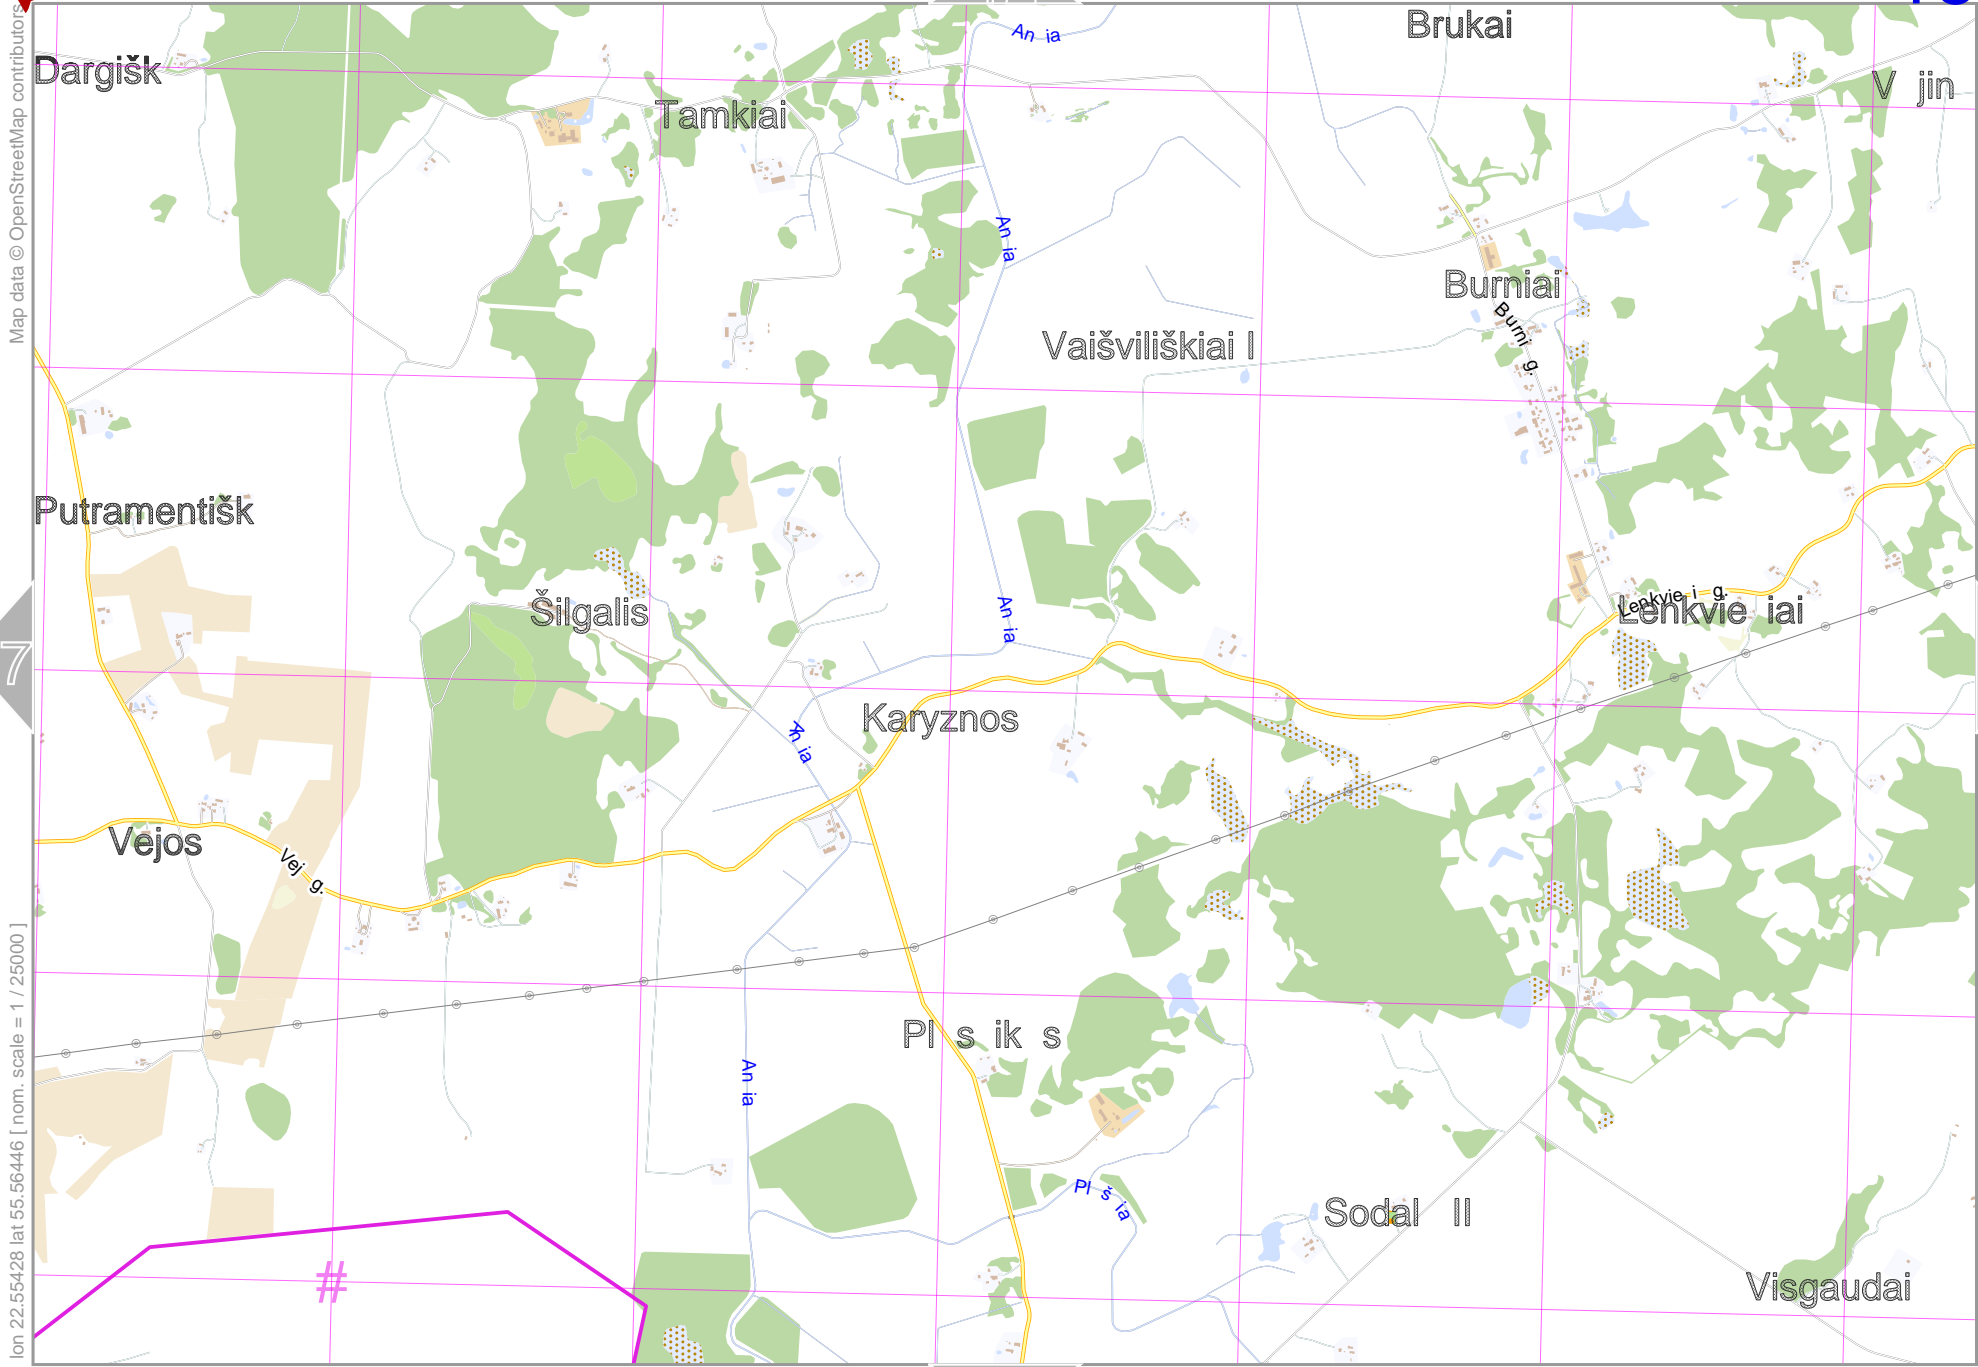 An ia
Brukai
Dargišk
V jin
Tamkiai
An ia
Burniai
Burni g.
Vaišviliškiai I
Putramentišk
Šilgalis
An ia
Lenkvie i g.
Lenkvie iai
7
Karyznos
An ia
Vejos
Vej g.
Pl s ik s
An ia
Pl š ia
Sodal II
#
Visgaudai
Map data © OpenStreetMap contributors
lon 22.55428 lat 55.56446 [ nom. scale = 1 / 25000 ]